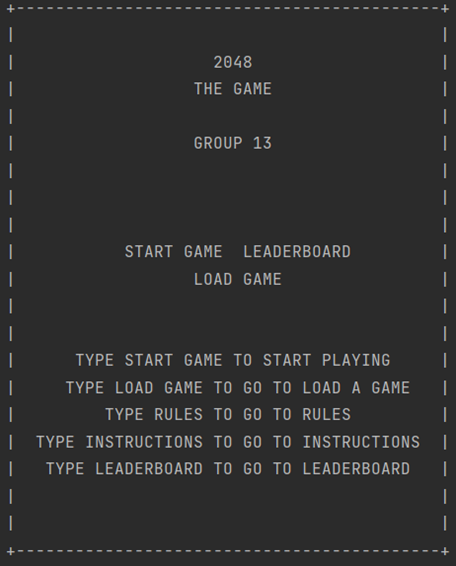 2048
THE GAME
GROUP 13
START GAME  LEADERBOARD
LOAD GAME
TYPE START GAME TO START PLAYING
TYPE LOAD GAME TO GO TO LOAD A GAME
TYPE RULES TO GO TO RULES
TYPE INSTRUCTIONS TO GO TO INSTRUCTIONS
TYPE LEADERBOARD TO GO TO LEADERBOARD